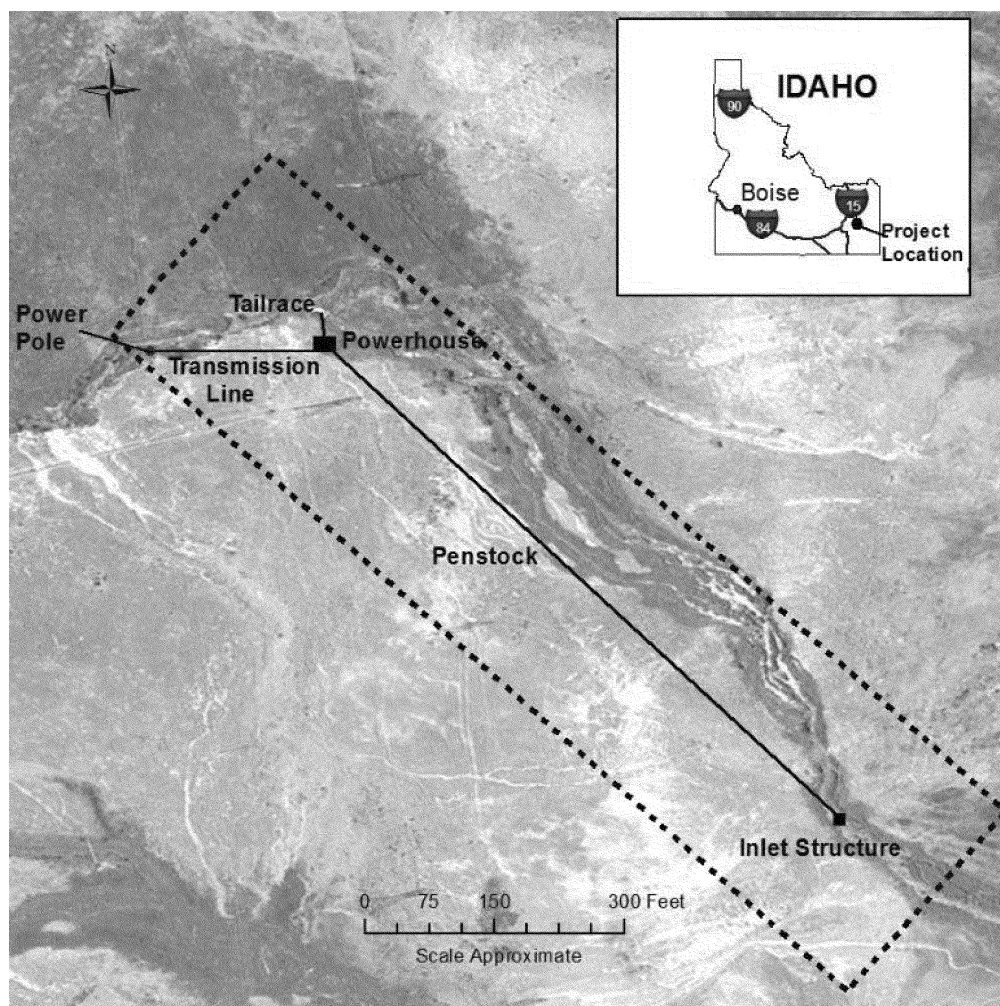 N
IDAHO
90
Boise
15
84
Project
Location
Power
Pole
Tailrace
Powerhouse
Transmission
Line
Penstock
Inlet Structure
0 75 150 300 Feet
Scale Approximate